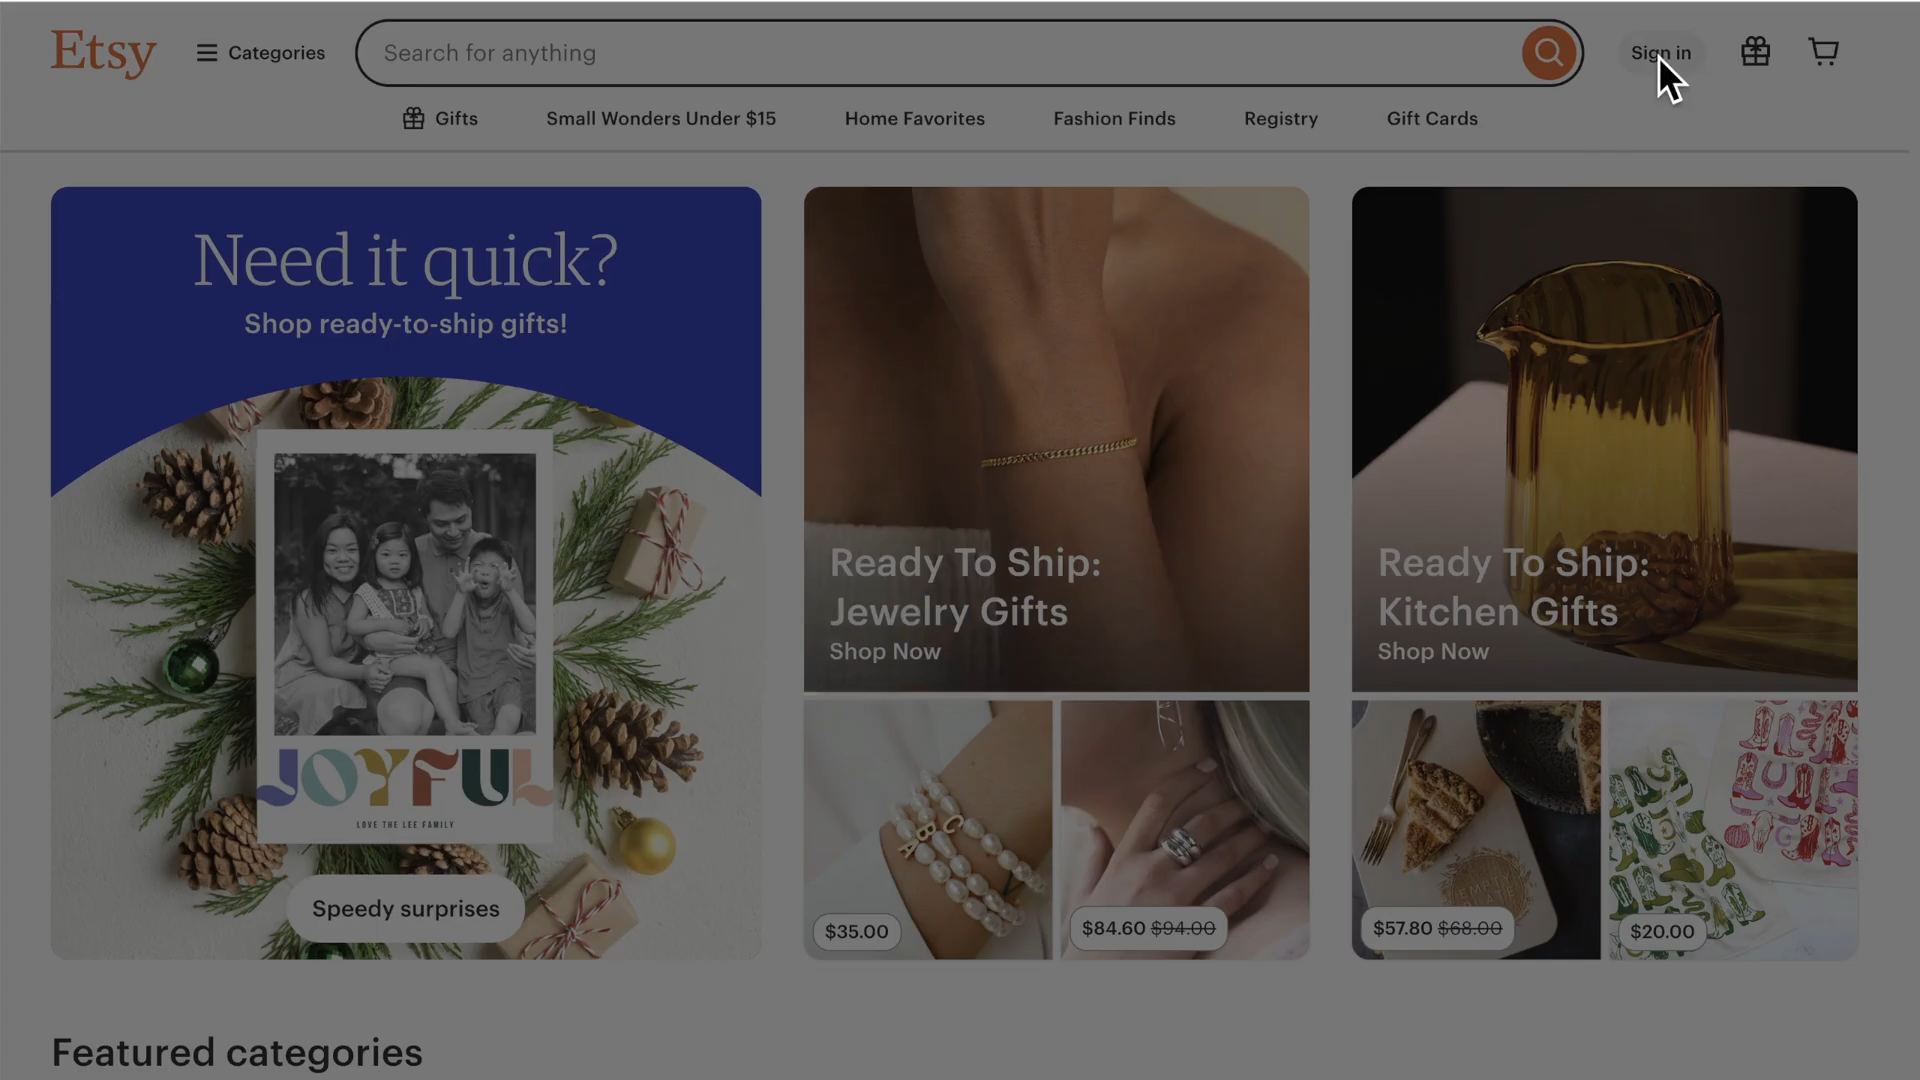 Etsy
Categories
Search for anything
Sign in
Gifts
Small Wonders Under $15
Home Favorites
Fashion Finds
Registry
Gift Cards
Need it quick?
Shop ready-to-ship gifts!
JOYFUL
LOVE THE LEE FAMILY
Speedy surprises
Ready To Ship:
Jewelry Gifts
Shop Now
B A
C
$35.00
$84.60 $94.00
Ready To Ship:
Kitchen Gifts
Shop Now
$57.80 $68.00
$20.00
Featured categories